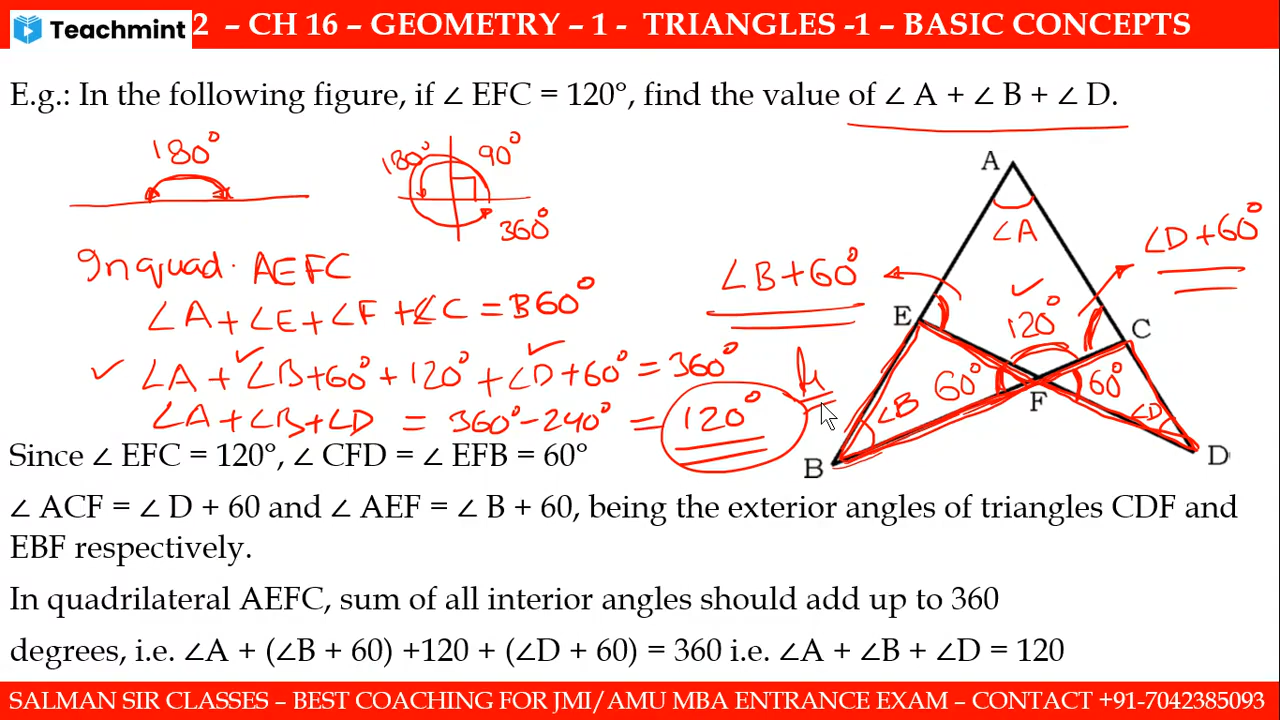 Teachmint
2 – CH 16 – GEOMETRY – 1 - TRIANGLES -1 – BASIC CONCEPTS
E.g.: In the following figure, if ∠ EFC = 120°, find the value of ∠ A + ∠ B + ∠ D.
180°
180° 90°
360°
A
∠A
∠D+60°
∠B+60°
E
120°
C
60°
60°
∠B
F
∠D
B
D
In quad. AEFC
∠A+∠E+∠F+∠C=360°
∠A+∠B+60°+120°+∠D+60°=360°
∠A+∠B+∠D = 360°-240° = 120°
Since ∠ EFC = 120°, ∠ CFD = ∠ EFB = 60°
∠ ACF = ∠ D + 60 and ∠ AEF = ∠ B + 60, being the exterior angles of triangles CDF and
EBF respectively.
In quadrilateral AEFC, sum of all interior angles should add up to 360
degrees, i.e. ∠A + (∠B + 60) +120 + (∠D + 60) = 360 i.e. ∠A + ∠B + ∠D = 120
SALMAN SIR CLASSES – BEST COACHING FOR JMI/AMU MBA ENTRANCE EXAM – CONTACT +91-7042385093